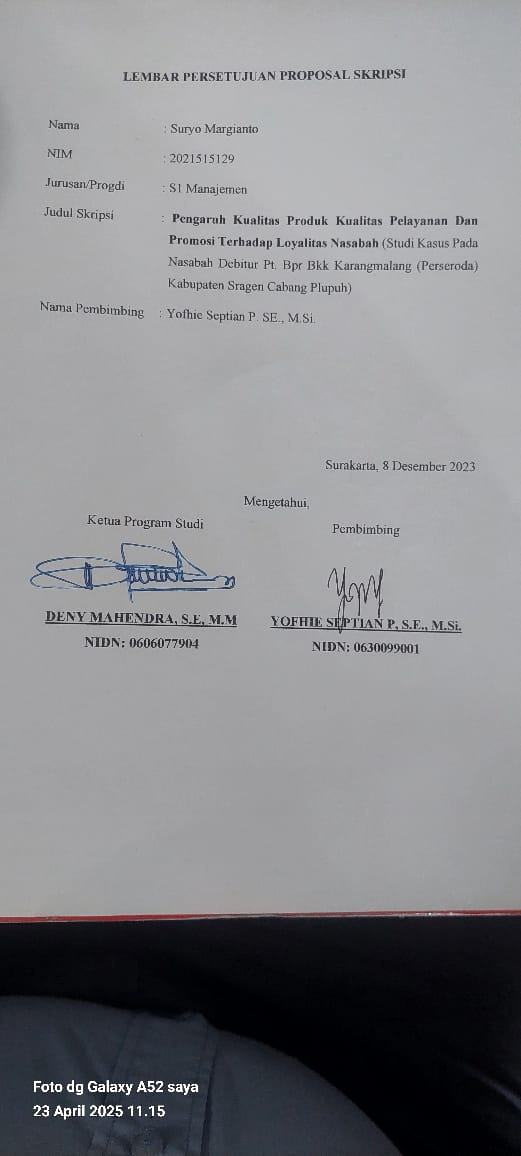 LEMBAR PERSETUJUAN PROPOSAL SKRIPSI
Nama : Suryo Margianto
NIM : 2021515129
Jurusan/Progdi : S1 Manajemen
Judul Skripsi : Pengaruh Kualitas Produk Kualitas Pelayanan Dan
Promosi Terhadap Loyalitas Nasabah (Studi Kasus Pada
Nasabah Debitur Pt. Bpr Bkk Karangmalang (Perseroda)
Kabupaten Sragen Cabang Plupuh)
Nama Pembimbing : Yofhie Septian P. SE., M.Si.
Surakarta, 8 Desember 2023
Mengetahui,
Ketua Program Studi
Pembimbing
DENY MAHENDRA, S.E, M.M
NIDN: 0606077904
YOFHIE SEPTIAN P, S.E., M.Si.
NIDN: 0630099001
Foto dg Galaxy A52 saya
23 April 2025 11.15